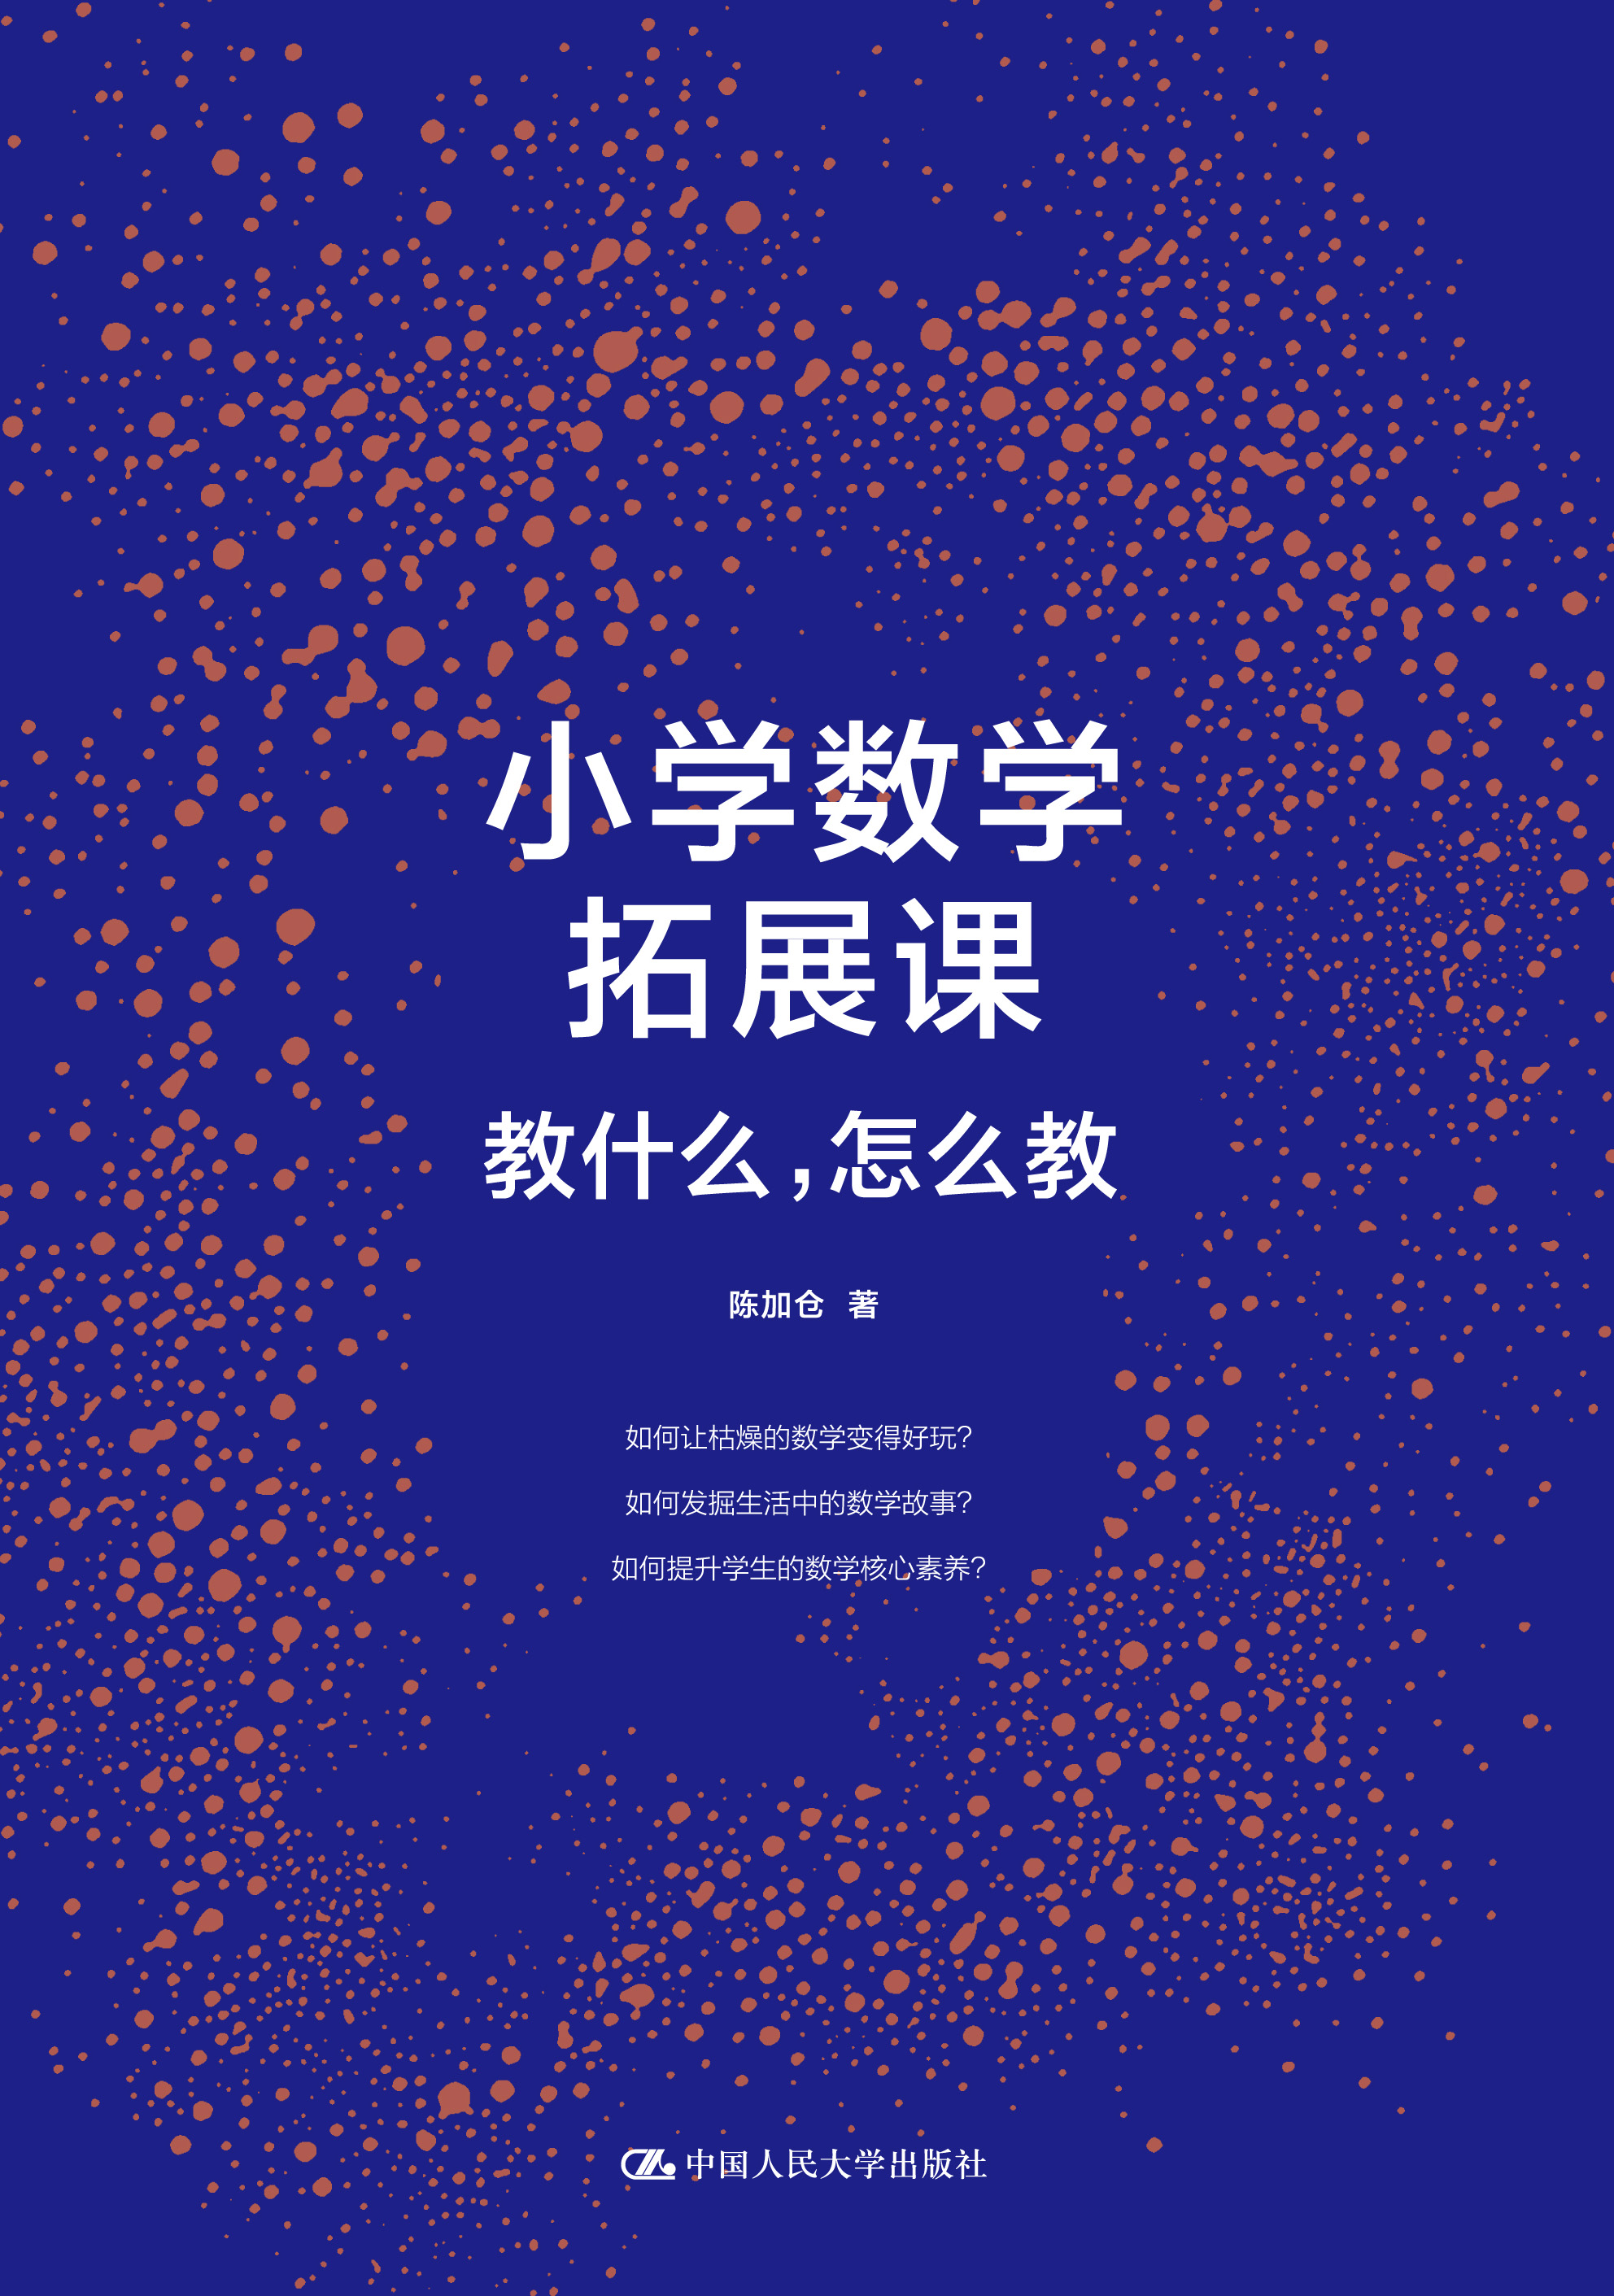 小学数学
拓展课
教什么,怎么教
陈加仓 著
如何让枯燥的数学变得好玩?
如何发掘生活中的数学故事?
如何提升学生的数学核心素养?
中国人民大学出版社